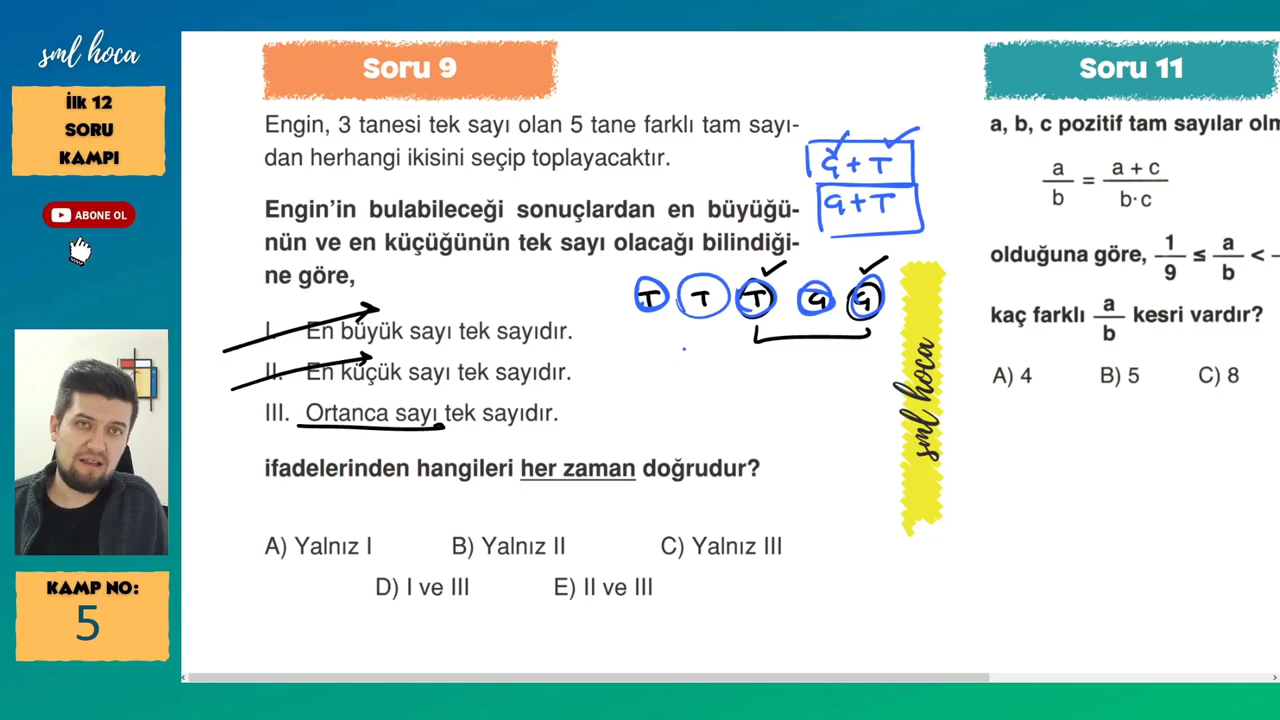 sml hoca
İlk 12
SORU
KAMPI
ABONE OL
KAMP NO:
5
Soru 9
Engin, 3 tanesi tek sayı olan 5 tane farklı tam sayı-
dan herhangi ikisini seçip toplayacaktır.
Engin'in bulabileceği sonuçlardan en büyüğü-
nün ve en küçüğünün tek sayı olacağı bilindiği-
ne göre,
I. En büyük sayı tek sayıdır.
II. En küçük sayı tek sayıdır.
III. Ortanca sayı tek sayıdır.
ifadelerinden hangileri her zaman doğrudur?
A) Yalnız I B) Yalnız II C) Yalnız III
D) I ve III E) II ve III
Ç + T
Ç + T
T T T Ç Ç
sml hoca
Soru 11
a, b, c pozitif tam sayılar olm
a/b = a + c/b·c
olduğuna göre, 1/9 ≤ a/b <
kaç farklı a/b kesri vardır?
A) 4 B) 5 C) 8